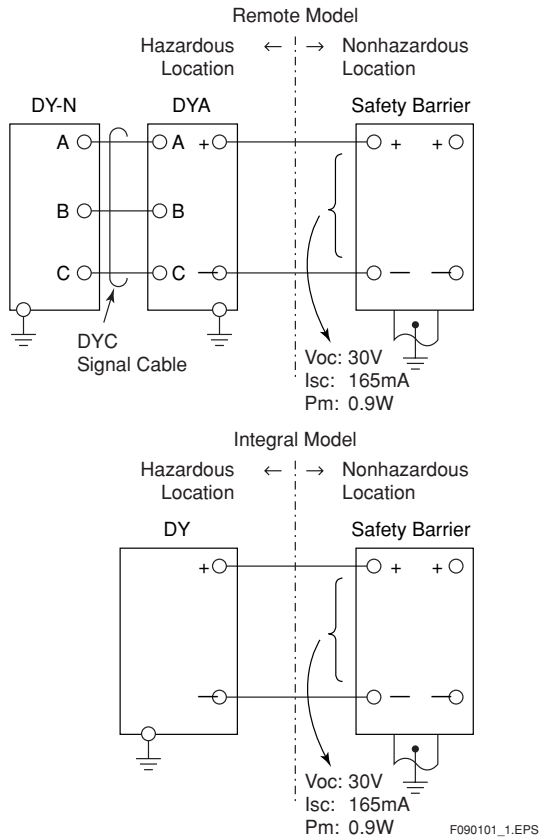 Remote Model
Hazardous Location ← → Nonhazardous Location
DY-N DYA Safety Barrier
A A + + +
B B
C C — — —
DYC
Signal Cable
Voc: 30V
Isc: 165mA
Pm: 0.9W
Integral Model
Hazardous Location ← → Nonhazardous Location
DY Safety Barrier
+ + +
— — —
Voc: 30V
Isc: 165mA
Pm: 0.9W
F090101_1.EPS